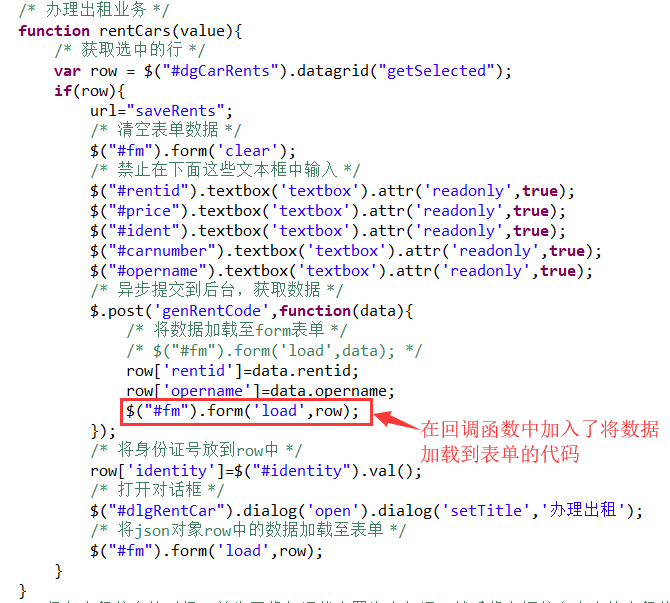 /* 办理出租业务 */
function rentCars(value){
/* 获取选中的行 */
var row = $("#dgCarRents").datagrid("getSelected");
if(row){
url="saveRents";
/* 清空表单数据 */
$("#fm").form('clear');
/* 禁止在下面这些文本框中输入 */
$("#rentid").textbox('textbox').attr('readonly',true);
$("#price").textbox('textbox').attr('readonly',true);
$("#ident").textbox('textbox').attr('readonly',true);
$("#carnumber").textbox('textbox').attr('readonly',true);
$("#opername").textbox('textbox').attr('readonly',true);
/* 异步提交到后台，获取数据 */
$.post('genRentCode',function(data){
/* 将数据加载至form表单 */
/* $("#fm").form('load',data); */
row['rentid']=data.rentid;
row['opername']=data.opername;
$("#fm").form('load',row);
在回调函数中加入了将数据
加载到表单的代码
});
/* 将身份证号放到row中 */
row['identity']=$("#identity").val();
/* 打开对话框 */
$("#dlgRentCar").dialog('open').dialog('setTitle','办理出租');
/* 将json对象row中的数据加载至表单 */
$("#fm").form('load',row);
}
}